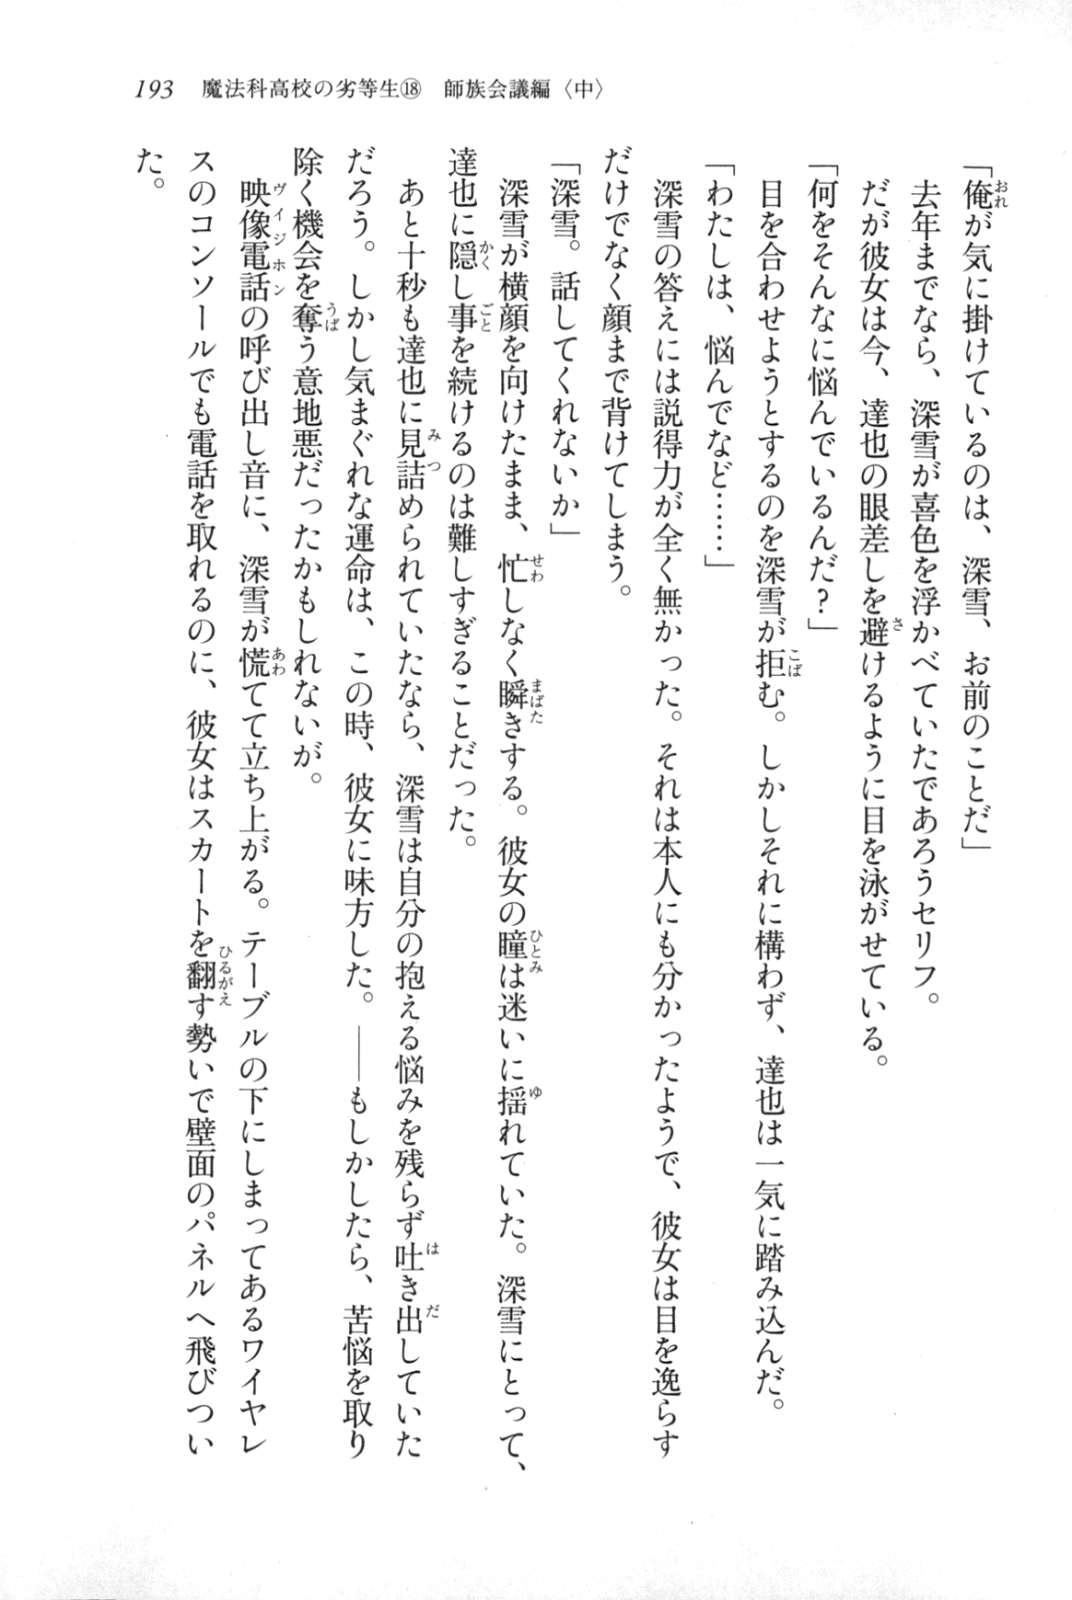 193　魔法科高校の劣等生⑱　師族会議編〈中〉
「俺が気に掛けているのは、深雪、お前のことだ」
　去年までなら、深雪が喜色を浮かべていたであろうセリフ。
　だが彼女は今、達也の眼差しを避けるように目を泳がせている。
「何をそんなに悩んでいるんだ？」
　目を合わせようとするのを深雪が拒む。しかしそれに構わず、達也は一気に踏み込んだ。
「わたしは、悩んでなど……」
　深雪の答えには説得力が全く無かった。それは本人にも分かったようで、彼女は目を逸らす
だけでなく顔まで背けてしまう。
「深雪。話してくれないか」
　深雪が横顔を向けたまま、忙しなく瞬きする。彼女の瞳は迷いに揺れていた。深雪にとって、
達也に隠し事を続けるのは難しすぎることだった。
　あと十秒も達也に見詰められていたなら、深雪は自分の抱える悩みを残らず吐き出していた
だろう。しかし気まぐれな運命は、この時、彼女に味方した。――もしかしたら、苦悩を取り
除く機会を奪う意地悪だったかもしれないが。
　映像電話の呼び出し音に、深雪が慌てて立ち上がる。テーブルの下にしまってあるワイヤレ
スのコンソールでも電話を取れるのに、彼女はスカートを翻す勢いで壁面のパネルへ飛びつい
た。